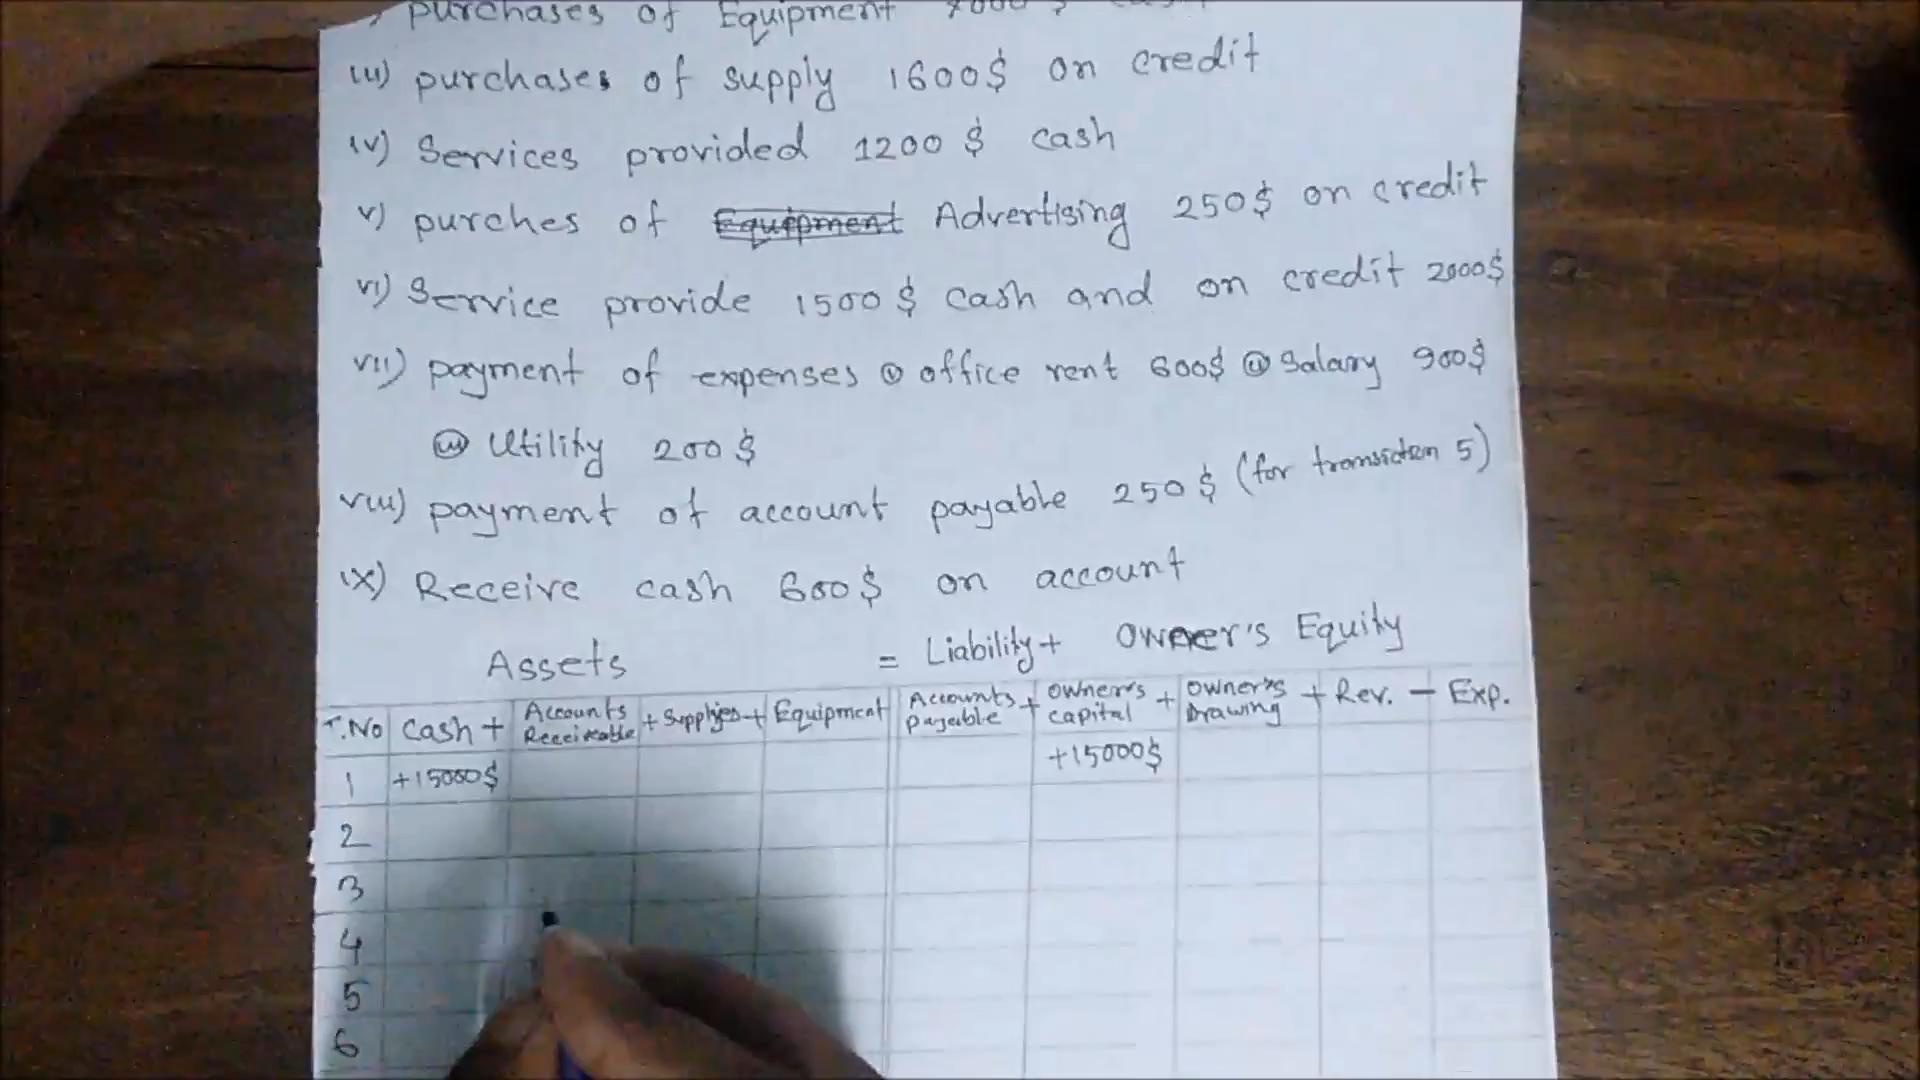 purchases of Equipment
iii) purchases of supply 1600$ on credit
iv) Services provided 1200$ cash
v) purches of Equipment Advertising 250$ on credit
vi) Service provide 1500$ cash and on credit 2000$
vii) payment of expenses (i) office rent 600$ (ii) Salary 900$
(iii) Utility 200$
viii) payment of account payable 250$ (for transiction 5)
ix) Receive cash 600$ on account
Assets = Liability + Owner's Equity
T.No Cash + Accounts Receivable + Supplies + Equipment Accounts payable + Owner's capital + Owner's Drawing + Rev. - Exp.
1 +15000$ +15000$
2
3
4
5
6